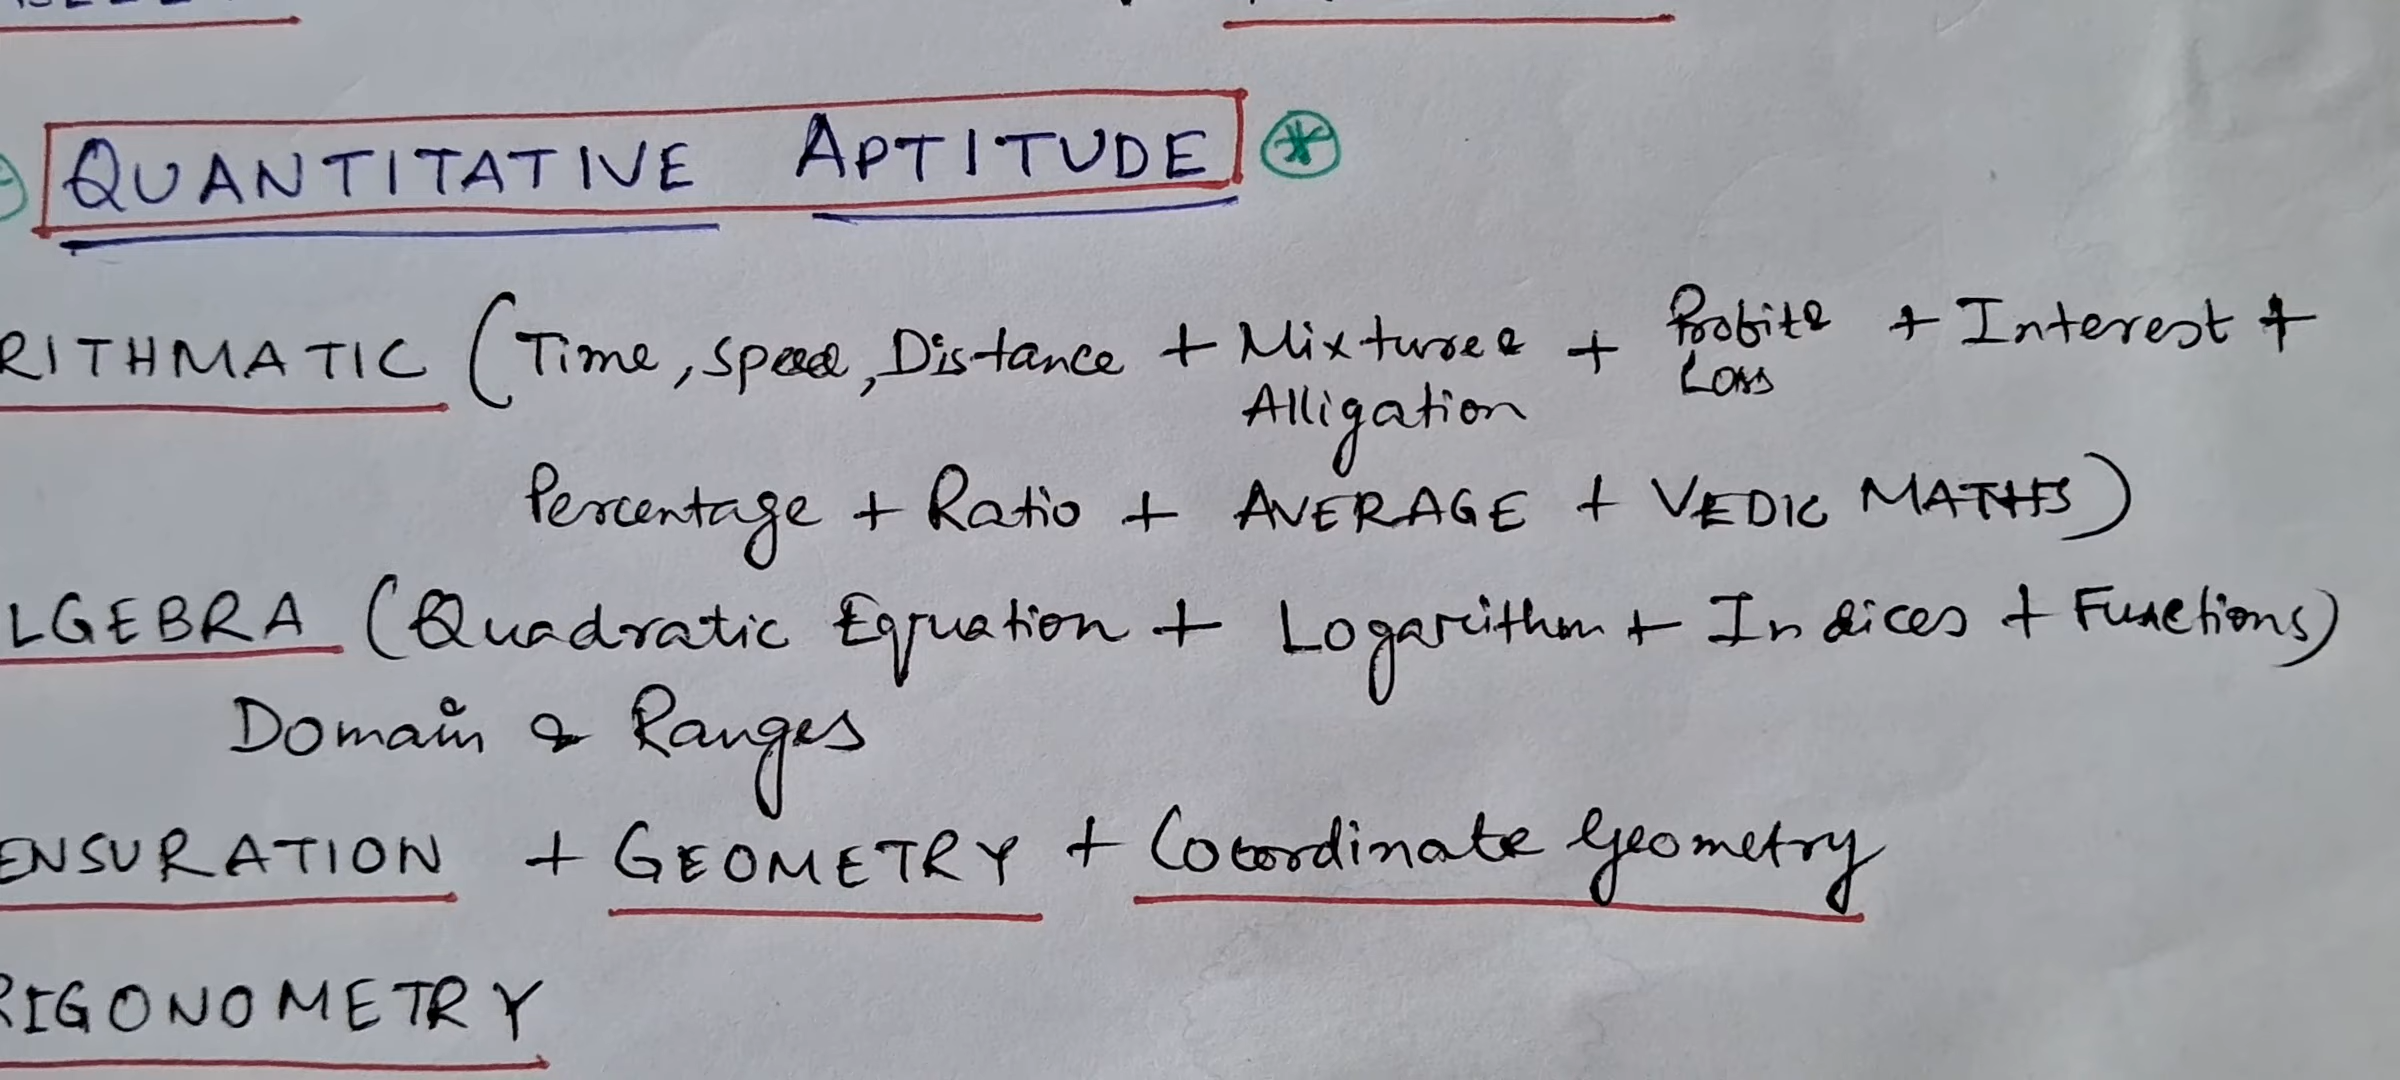 QUANTITATIVE APTITUDE *
RITHMATIC (Time, Speed, Distance + Mixture & Alligation + Profit & Loss + Interest +
Percentage + Ratio + AVERAGE + VEDIC MATHS)
LGEBRA (Quadratic Equation + Logarithm + Indices + Functions)
Domain & Ranges
ENSURATION + GEOMETRY + Coordinate Geometry
RIGONOMETRY